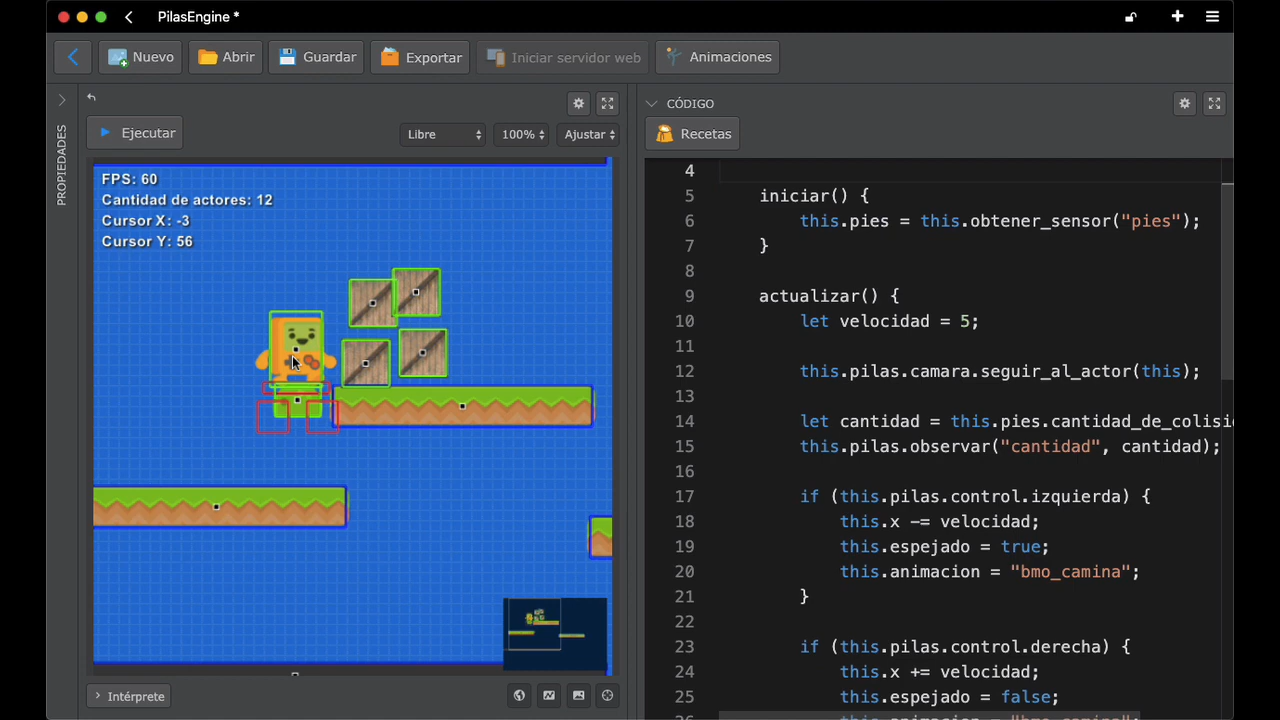 PilasEngine *
Nuevo
Abrir
Guardar
Exportar
Iniciar servidor web
Animaciones
PROPIEDADES
Ejecutar
Libre
100%
Ajustar
FPS: 60
Cantidad de actores: 12
Cursor X: -3
Cursor Y: 56
Intérprete
CÓDIGO
Recetas
4
5 iniciar() {
6 this.pies = this.obtener_sensor("pies");
7 }
8
9 actualizar() {
10 let velocidad = 5;
11
12 this.pilas.camara.seguir_al_actor(this);
13
14 let cantidad = this.pies.cantidad_de_colisio
15 this.pilas.observar("cantidad", cantidad);
16
17 if (this.pilas.control.izquierda) {
18 this.x -= velocidad;
19 this.espejado = true;
20 this.animacion = "bmo_camina";
21 }
22
23 if (this.pilas.control.derecha) {
24 this.x += velocidad;
25 this.espejado = false;